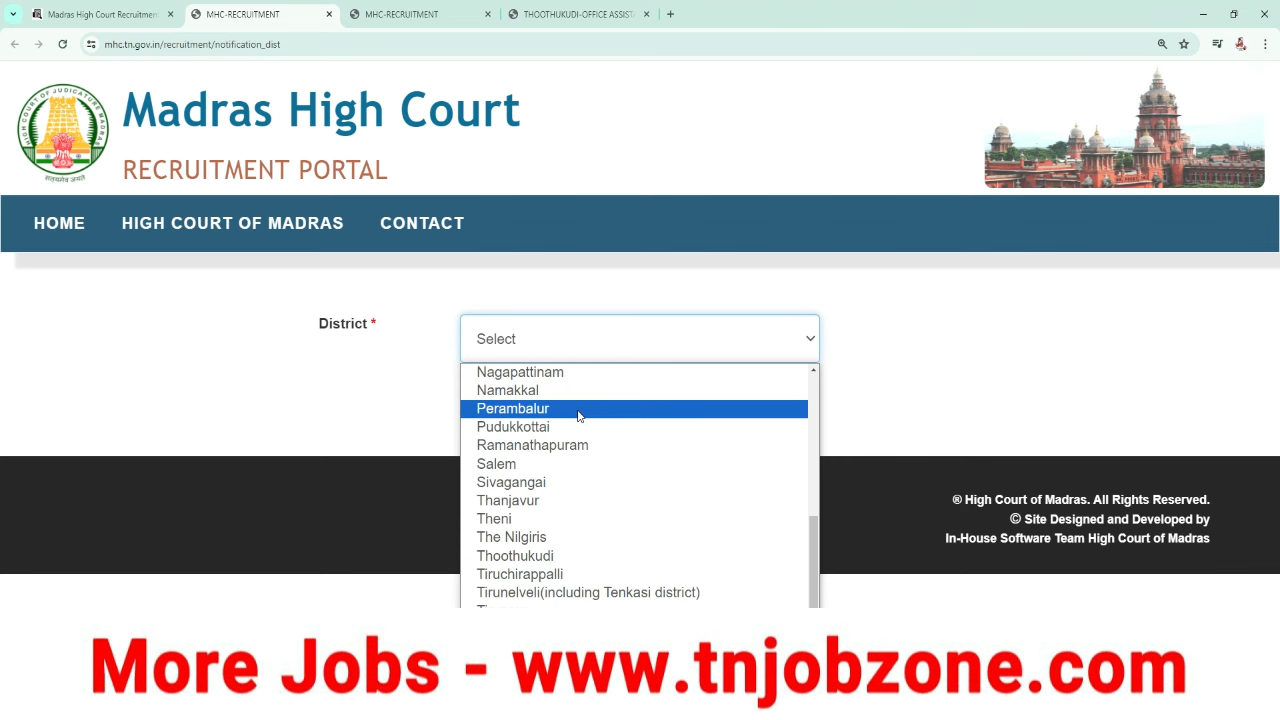 Madras High Court Recruitment
MHC-RECRUITMENT
MHC-RECRUITMENT
THOOTHUKUDI-OFFICE ASSIST
mhc.tn.gov.in/recruitment/notification_dist
Madras High Court
RECRUITMENT PORTAL
HOME
HIGH COURT OF MADRAS
CONTACT
District *
Select
Nagapattinam
Namakkal
Perambalur
Pudukkottai
Ramanathapuram
Salem
Sivagangai
Thanjavur
Theni
The Nilgiris
Thoothukudi
Tiruchirappalli
Tirunelveli(including Tenkasi district)
® High Court of Madras. All Rights Reserved.
© Site Designed and Developed by
In-House Software Team High Court of Madras
More Jobs - www.tnjobzone.com